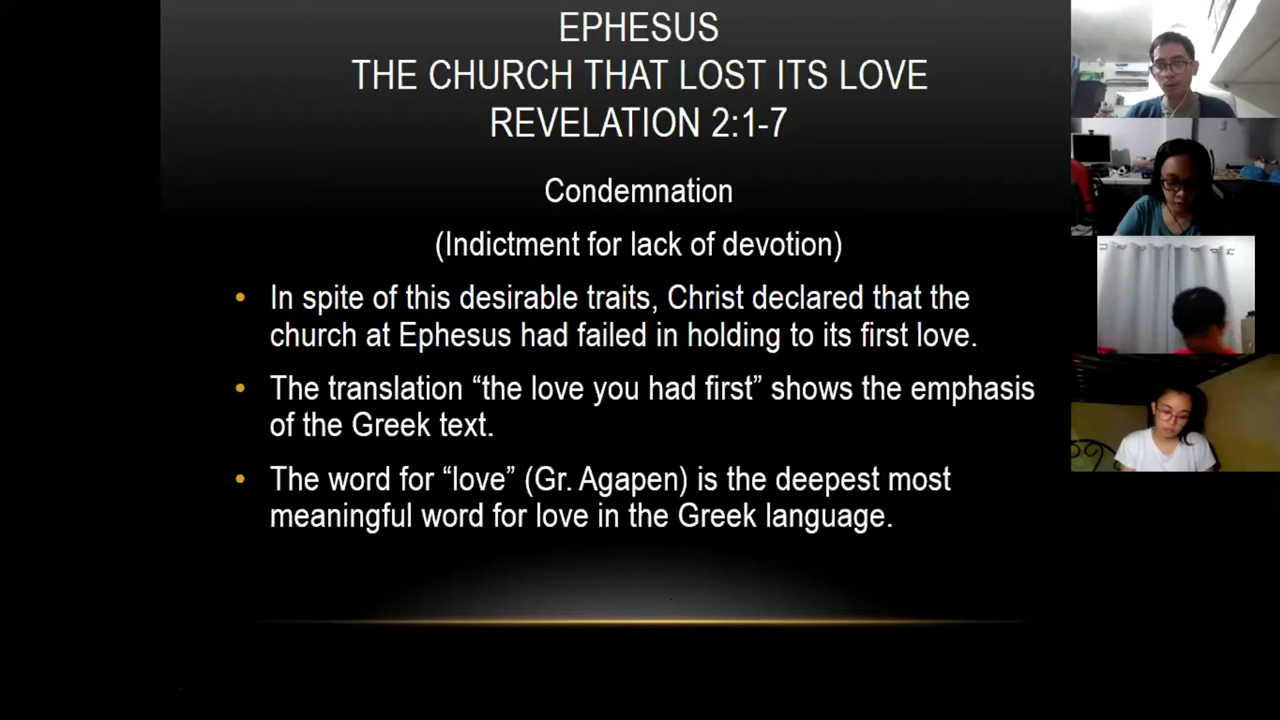 EPHESUS
THE CHURCH THAT LOST ITS LOVE
REVELATION 2:1-7
Condemnation
(Indictment for lack of devotion)
• In spite of this desirable traits, Christ declared that the
church at Ephesus had failed in holding to its first love.
• The translation “the love you had first” shows the emphasis
of the Greek text.
• The word for “love” (Gr. Agapen) is the deepest most
meaningful word for love in the Greek language.